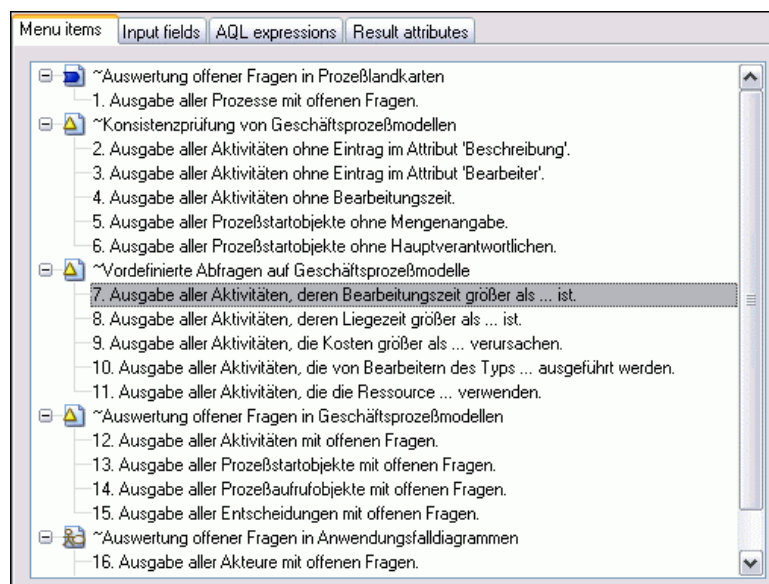 Menu items Input fields AQL expressions Result attributes
~Auswertung offener Fragen in Prozeßlandkarten
1. Ausgabe aller Prozesse mit offenen Fragen.
~Konsistenzprüfung von Geschäftsprozeßmodellen
2. Ausgabe aller Aktivitäten ohne Eintrag im Attribut 'Beschreibung'.
3. Ausgabe aller Aktivitäten ohne Eintrag im Attribut 'Bearbeiter'.
4. Ausgabe aller Aktivitäten ohne Bearbeitungszeit.
5. Ausgabe aller Prozeßstartobjekte ohne Mengenangabe.
6. Ausgabe aller Prozeßstartobjekte ohne Hauptverantwortlichen.
~Vordefinierte Abfragen auf Geschäftsprozeßmodelle
7. Ausgabe aller Aktivitäten, deren Bearbeitungszeit größer als ... ist.
8. Ausgabe aller Aktivitäten, deren Liegezeit größer als ... ist.
9. Ausgabe aller Aktivitäten, die Kosten größer als ... verursachen.
10. Ausgabe aller Aktivitäten, die von Bearbeitern des Typs ... ausgeführt werden.
11. Ausgabe aller Aktivitäten, die die Ressource ... verwenden.
~Auswertung offener Fragen in Geschäftsprozeßmodellen
12. Ausgabe aller Aktivitäten mit offenen Fragen.
13. Ausgabe aller Prozeßstartobjekte mit offenen Fragen.
14. Ausgabe aller Prozeßaufrufobjekte mit offenen Fragen.
15. Ausgabe aller Entscheidungen mit offenen Fragen.
~Auswertung offener Fragen in Anwendungsfalldiagrammen
16. Ausgabe aller Akteure mit offenen Fragen.